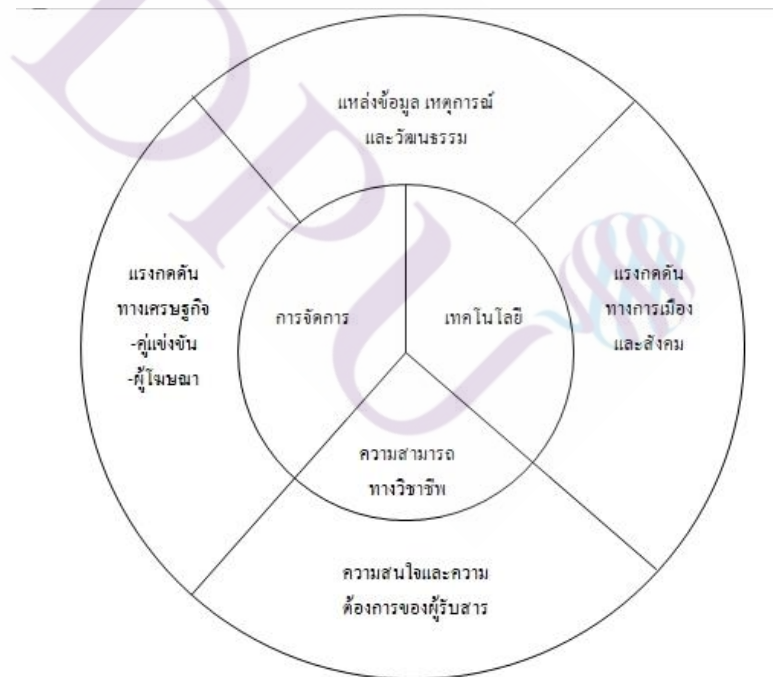 แหล่งข้อมูล เหตุการณ์
และวัฒนธรรม
แรงกดดัน
ทางเศรษฐกิจ
-คู่แข่งขัน
-ผู้โฆษณา
การจัดการ
เทคโนโลยี
แรงกดดัน
ทางการเมือง
และสังคม
ความสามารถ
ทางวิชาชีพ
ความสนใจและความ
ต้องการของผู้รับสาร
DPU